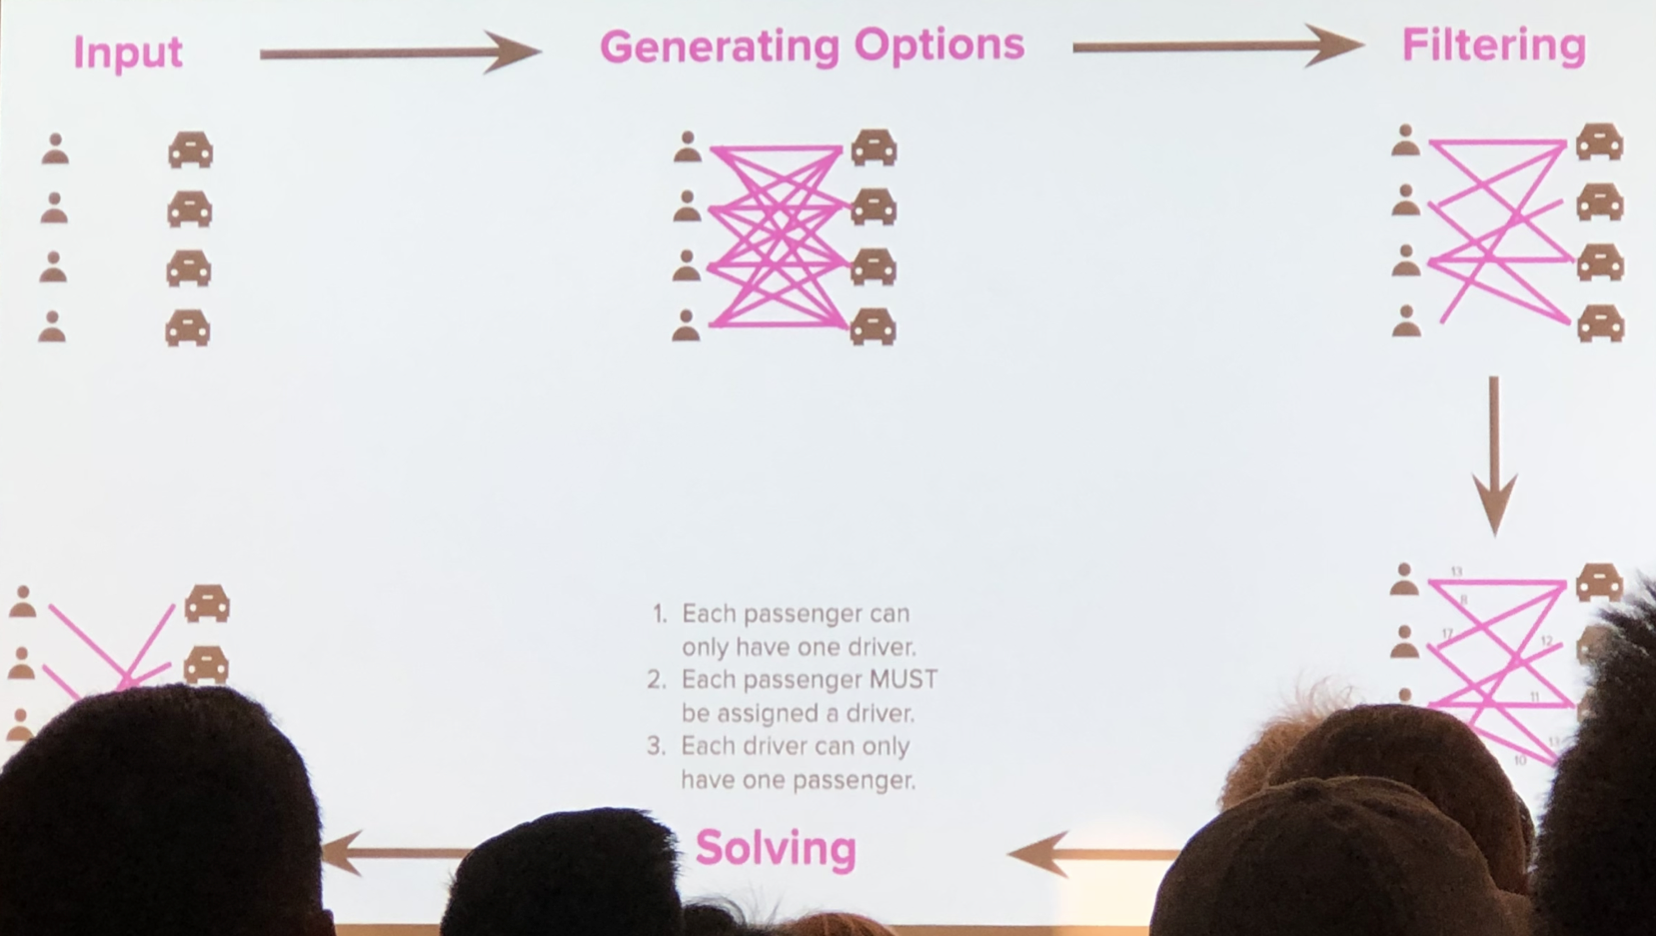 Input
Generating Options
Filtering
13
8
17
12
11
10
1. Each passenger can
only have one driver.
2. Each passenger MUST
be assigned a driver.
3. Each driver can only
have one passenger.
Solving